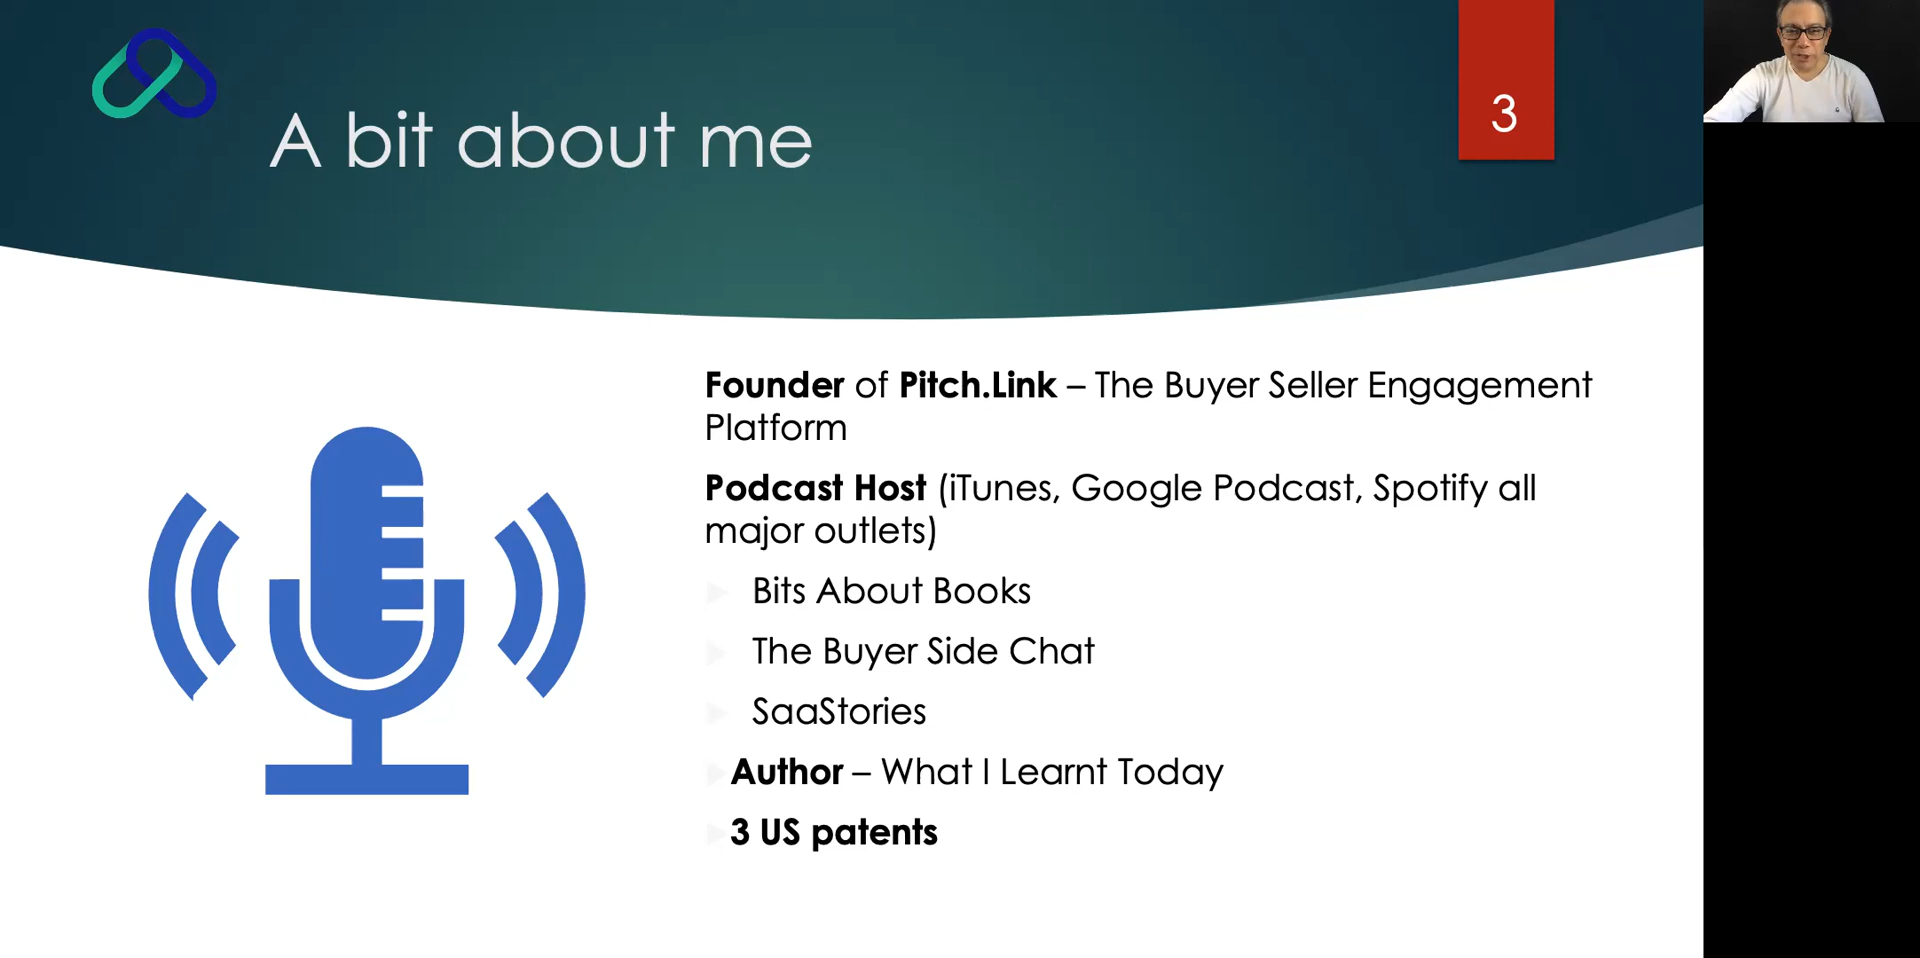 A bit about me
3
Founder of Pitch.Link – The Buyer Seller Engagement
Platform
Podcast Host (iTunes, Google Podcast, Spotify all
major outlets)
Bits About Books
The Buyer Side Chat
SaaStories
Author – What I Learnt Today
3 US patents